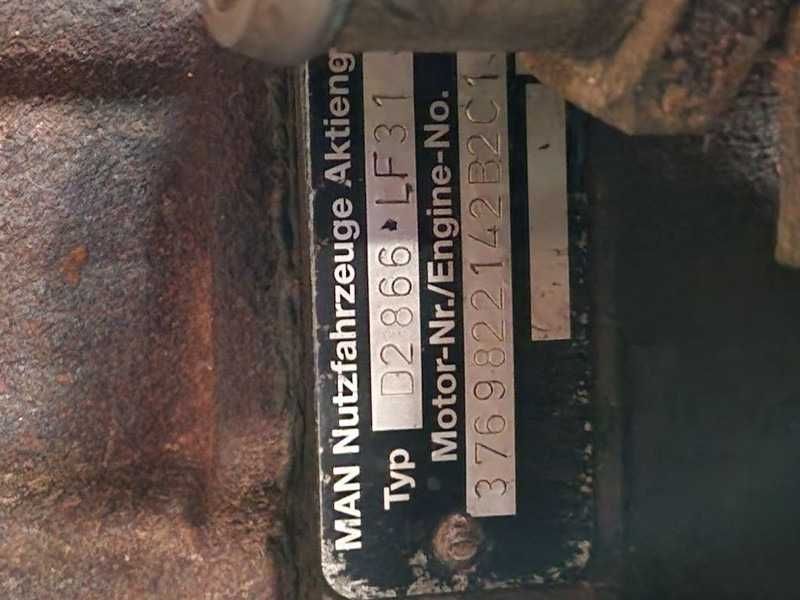 MAN Nutzfahrzeuge Aktieng
Typ D2866 LF31
Motor-Nr./Engine-No.
3769822142B2C1